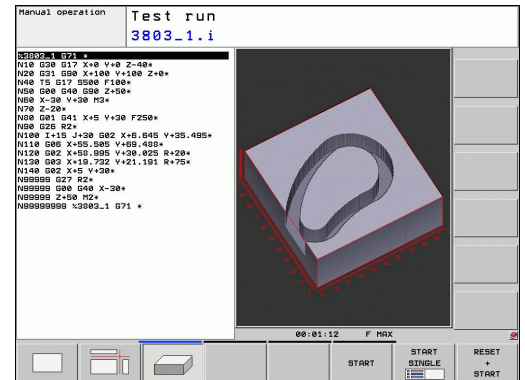 Manual operation
Test run
3803_1.i
%3803_1 G71 *
N10 G30 G17 X+0 Y+0 Z-40*
N20 G31 G90 X+100 Y+100 Z+0*
N40 T5 G17 S500 F100*
N50 G00 G40 G90 Z+50*
N60 X-30 Y+30 M3*
N70 Z-20*
N80 G01 G41 X+5 Y+30 F250*
N90 G26 R2*
N100 I+15 J+30 G02 X+6.645 Y+35.495*
N110 G06 X+55.505 Y+69.488*
N120 G02 X+58.995 Y+30.025 R+20*
N130 G03 X+19.732 Y+21.191 R+75*
N140 G02 X+5 Y+30*
N99999 G27 R2*
N99999 G00 G40 X-30*
N99999 Z+50 M2*
N99999999 %3803_1 G71 *
00:01:12 F MAX
START
START
SINGLE
RESET
+
START